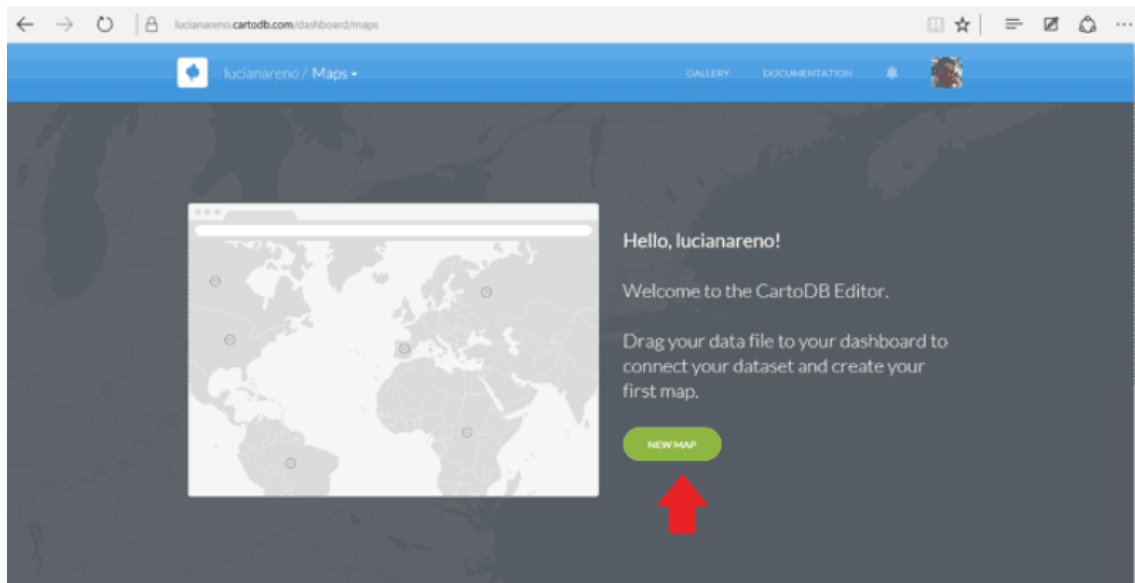 lucianareno.cartodb.com/dashboard/maps
lucianareno / Maps
GALLERY
DOCUMENTATION
Hello, lucianareno!
Welcome to the CartoDB Editor.
Drag your data file to your dashboard to
connect your dataset and create your
first map.
NEW MAP